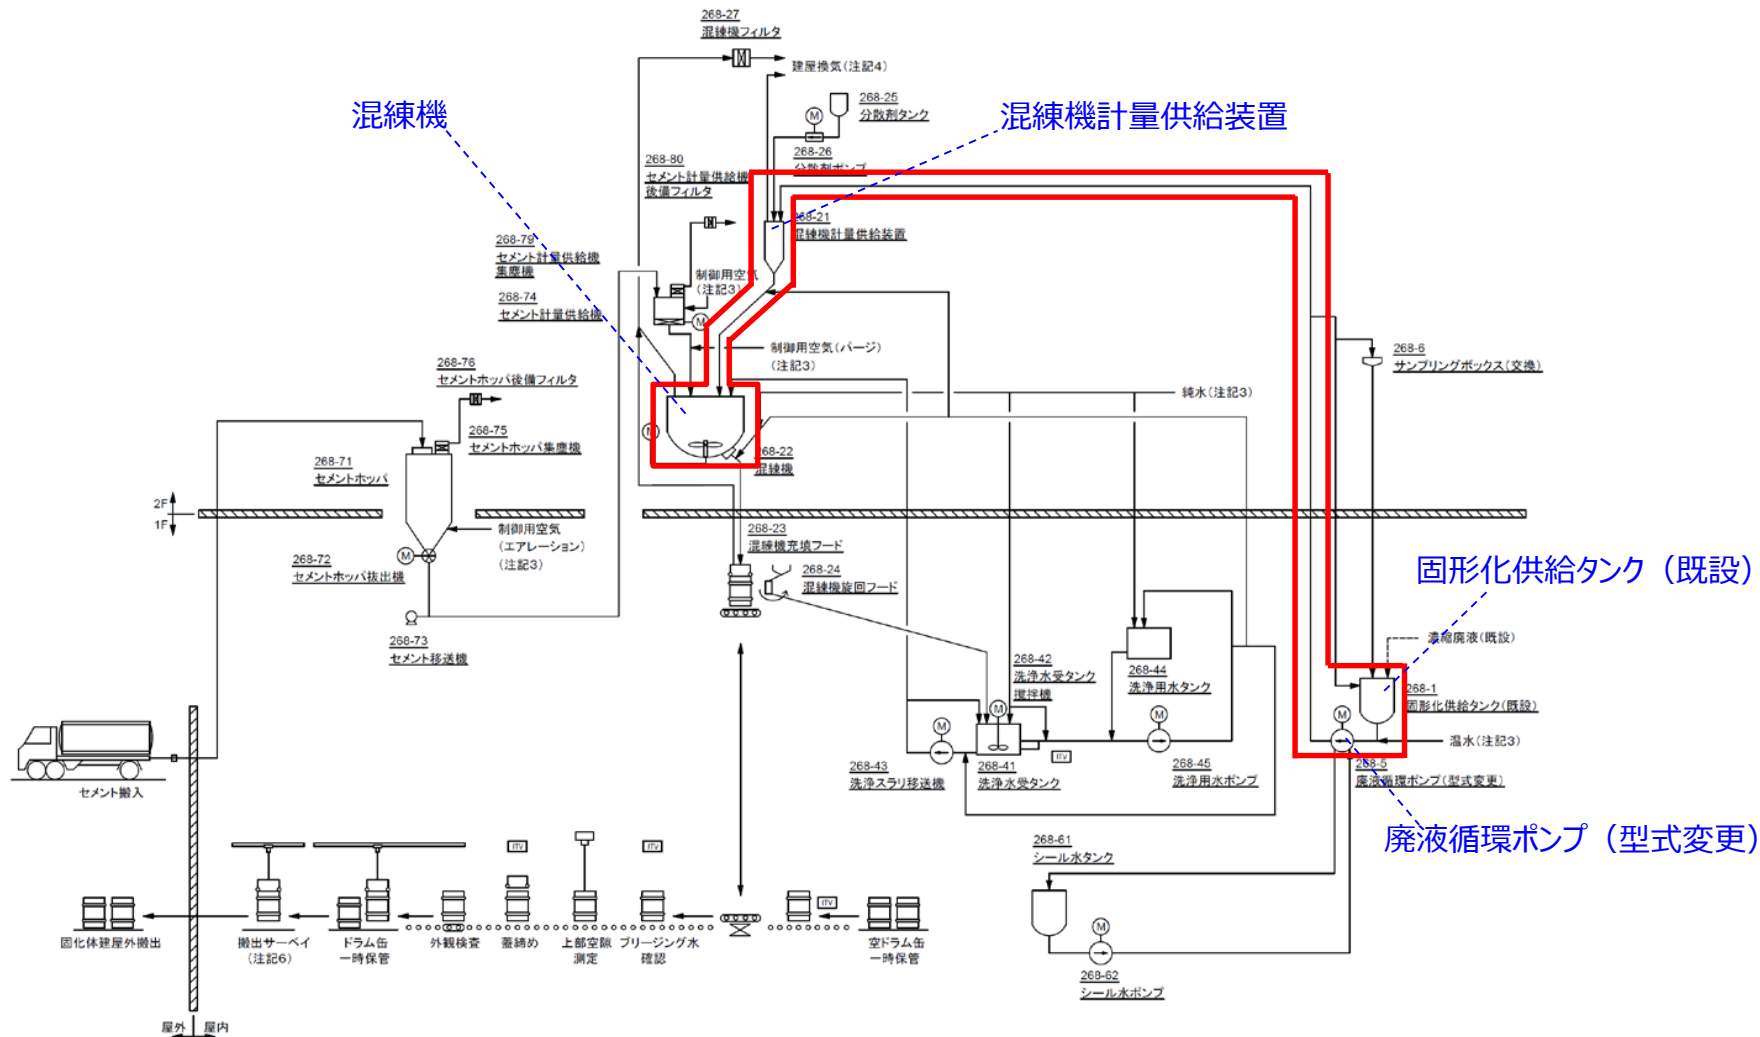 268-27
混練機フィルタ
建屋換気(注記4)
混練機
混練機計量供給装置
268-25
分散剤タンク
M
268-26
分散剤ポンプ
268-80
セメント計量供給機
後備フィルタ
268-21
混練機計量供給装置
268-79
セメント計量供給機
集塵機
制御用空気
(注記3)
268-74
セメント計量供給機
M
制御用空気(パージ)
(注記3)
268-6
サンプリングボックス(交換)
268-76
セメントホッパ後備フィルタ
純水(注記3)
268-75
セメントホッパ集塵機
M
268-22
混練機
268-71
セメントホッパ
2F
1F
制御用空気
(エアレーション)
(注記3)
268-23
混練機充填フード
M
268-72
セメントホッパ抜出機
268-24
混練機旋回フード
固形化供給タンク（既設）
268-73
セメント移送機
濃縮廃液(既設)
268-42
洗浄水受タンク
撹拌機
268-44
洗浄用水タンク
268-1
固形化供給タンク(既設)
M
M
M
M
温水(注記3)
ITV
268-43
洗浄スラリ移送機
268-41
洗浄水受タンク
268-45
洗浄用水ポンプ
268-5
廃液循環ポンプ(型式変更)
セメント搬入
廃液循環ポンプ（型式変更）
268-61
シール水タンク
ITV
ITV
ITV
M
固化体建屋外搬出
搬出サーベイ
(注記6)
ドラム缶
一時保管
外観検査
蓋締め
上部空隙
測定
ブリージング水
確認
空ドラム缶
一時保管
268-62
シール水ポンプ
屋外
屋内